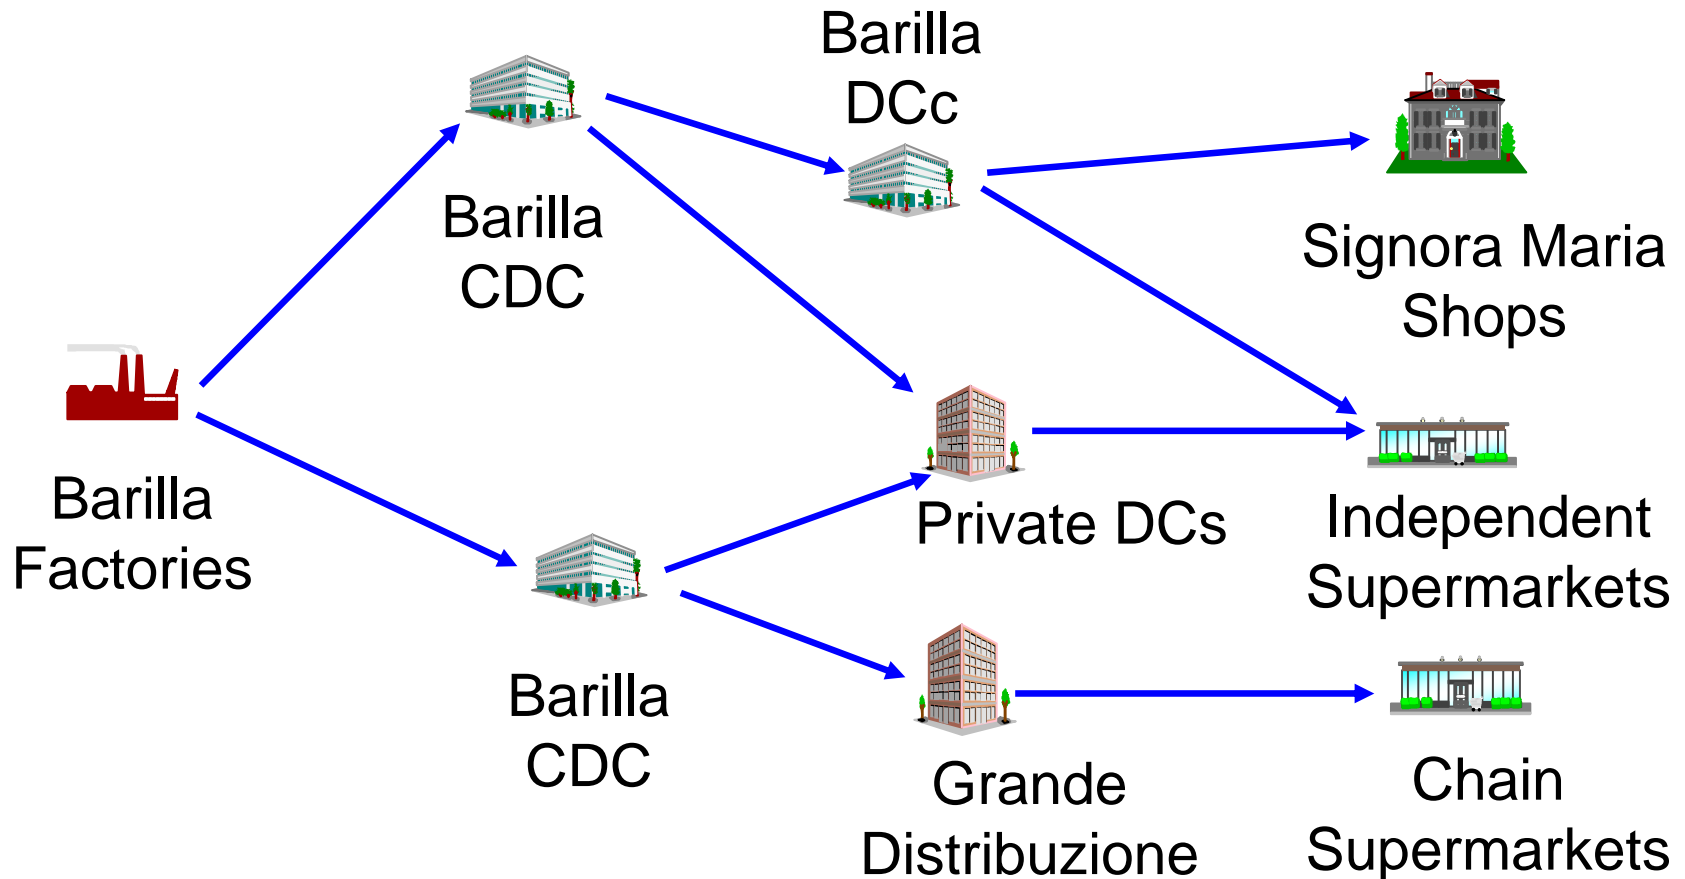 Barilla
DCc
Barilla
CDC
Signora Maria
Shops
Barilla
Factories
Private DCs
Independent
Supermarkets
Barilla
CDC
Grande
Distribuzione
Chain
Supermarkets